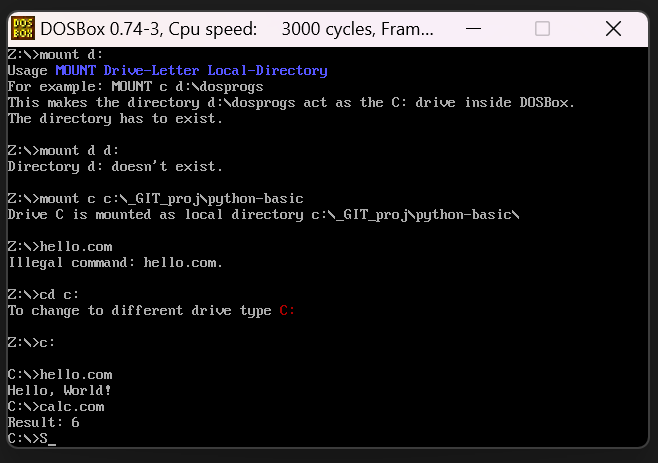 DOS
BOX
DOSBox 0.74-3, Cpu speed:    3000 cycles, Fram...
Z:\>mount d:
Usage MOUNT Drive-Letter Local-Directory
For example: MOUNT c d:\dosprogs
This makes the directory d:\dosprogs act as the C: drive inside DOSBox.
The directory has to exist.
Z:\>mount d d:
Directory d: doesn't exist.
Z:\>mount c c:\_GIT_proj\python-basic
Drive C is mounted as local directory c:\_GIT_proj\python-basic\
Z:\>hello.com
Illegal command: hello.com.
Z:\>cd c:
To change to different drive type C:
Z:\>c:
C:\>hello.com
Hello, World!
C:\>calc.com
Result: 6
C:\>S_